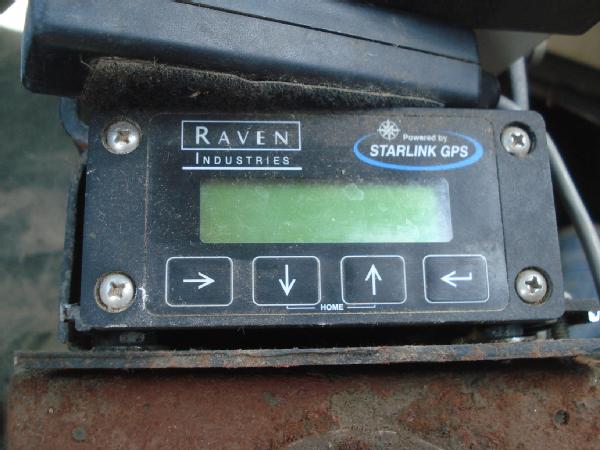 RAVEN
INDUSTRIES
Powered by
STARLINK GPS
HOME